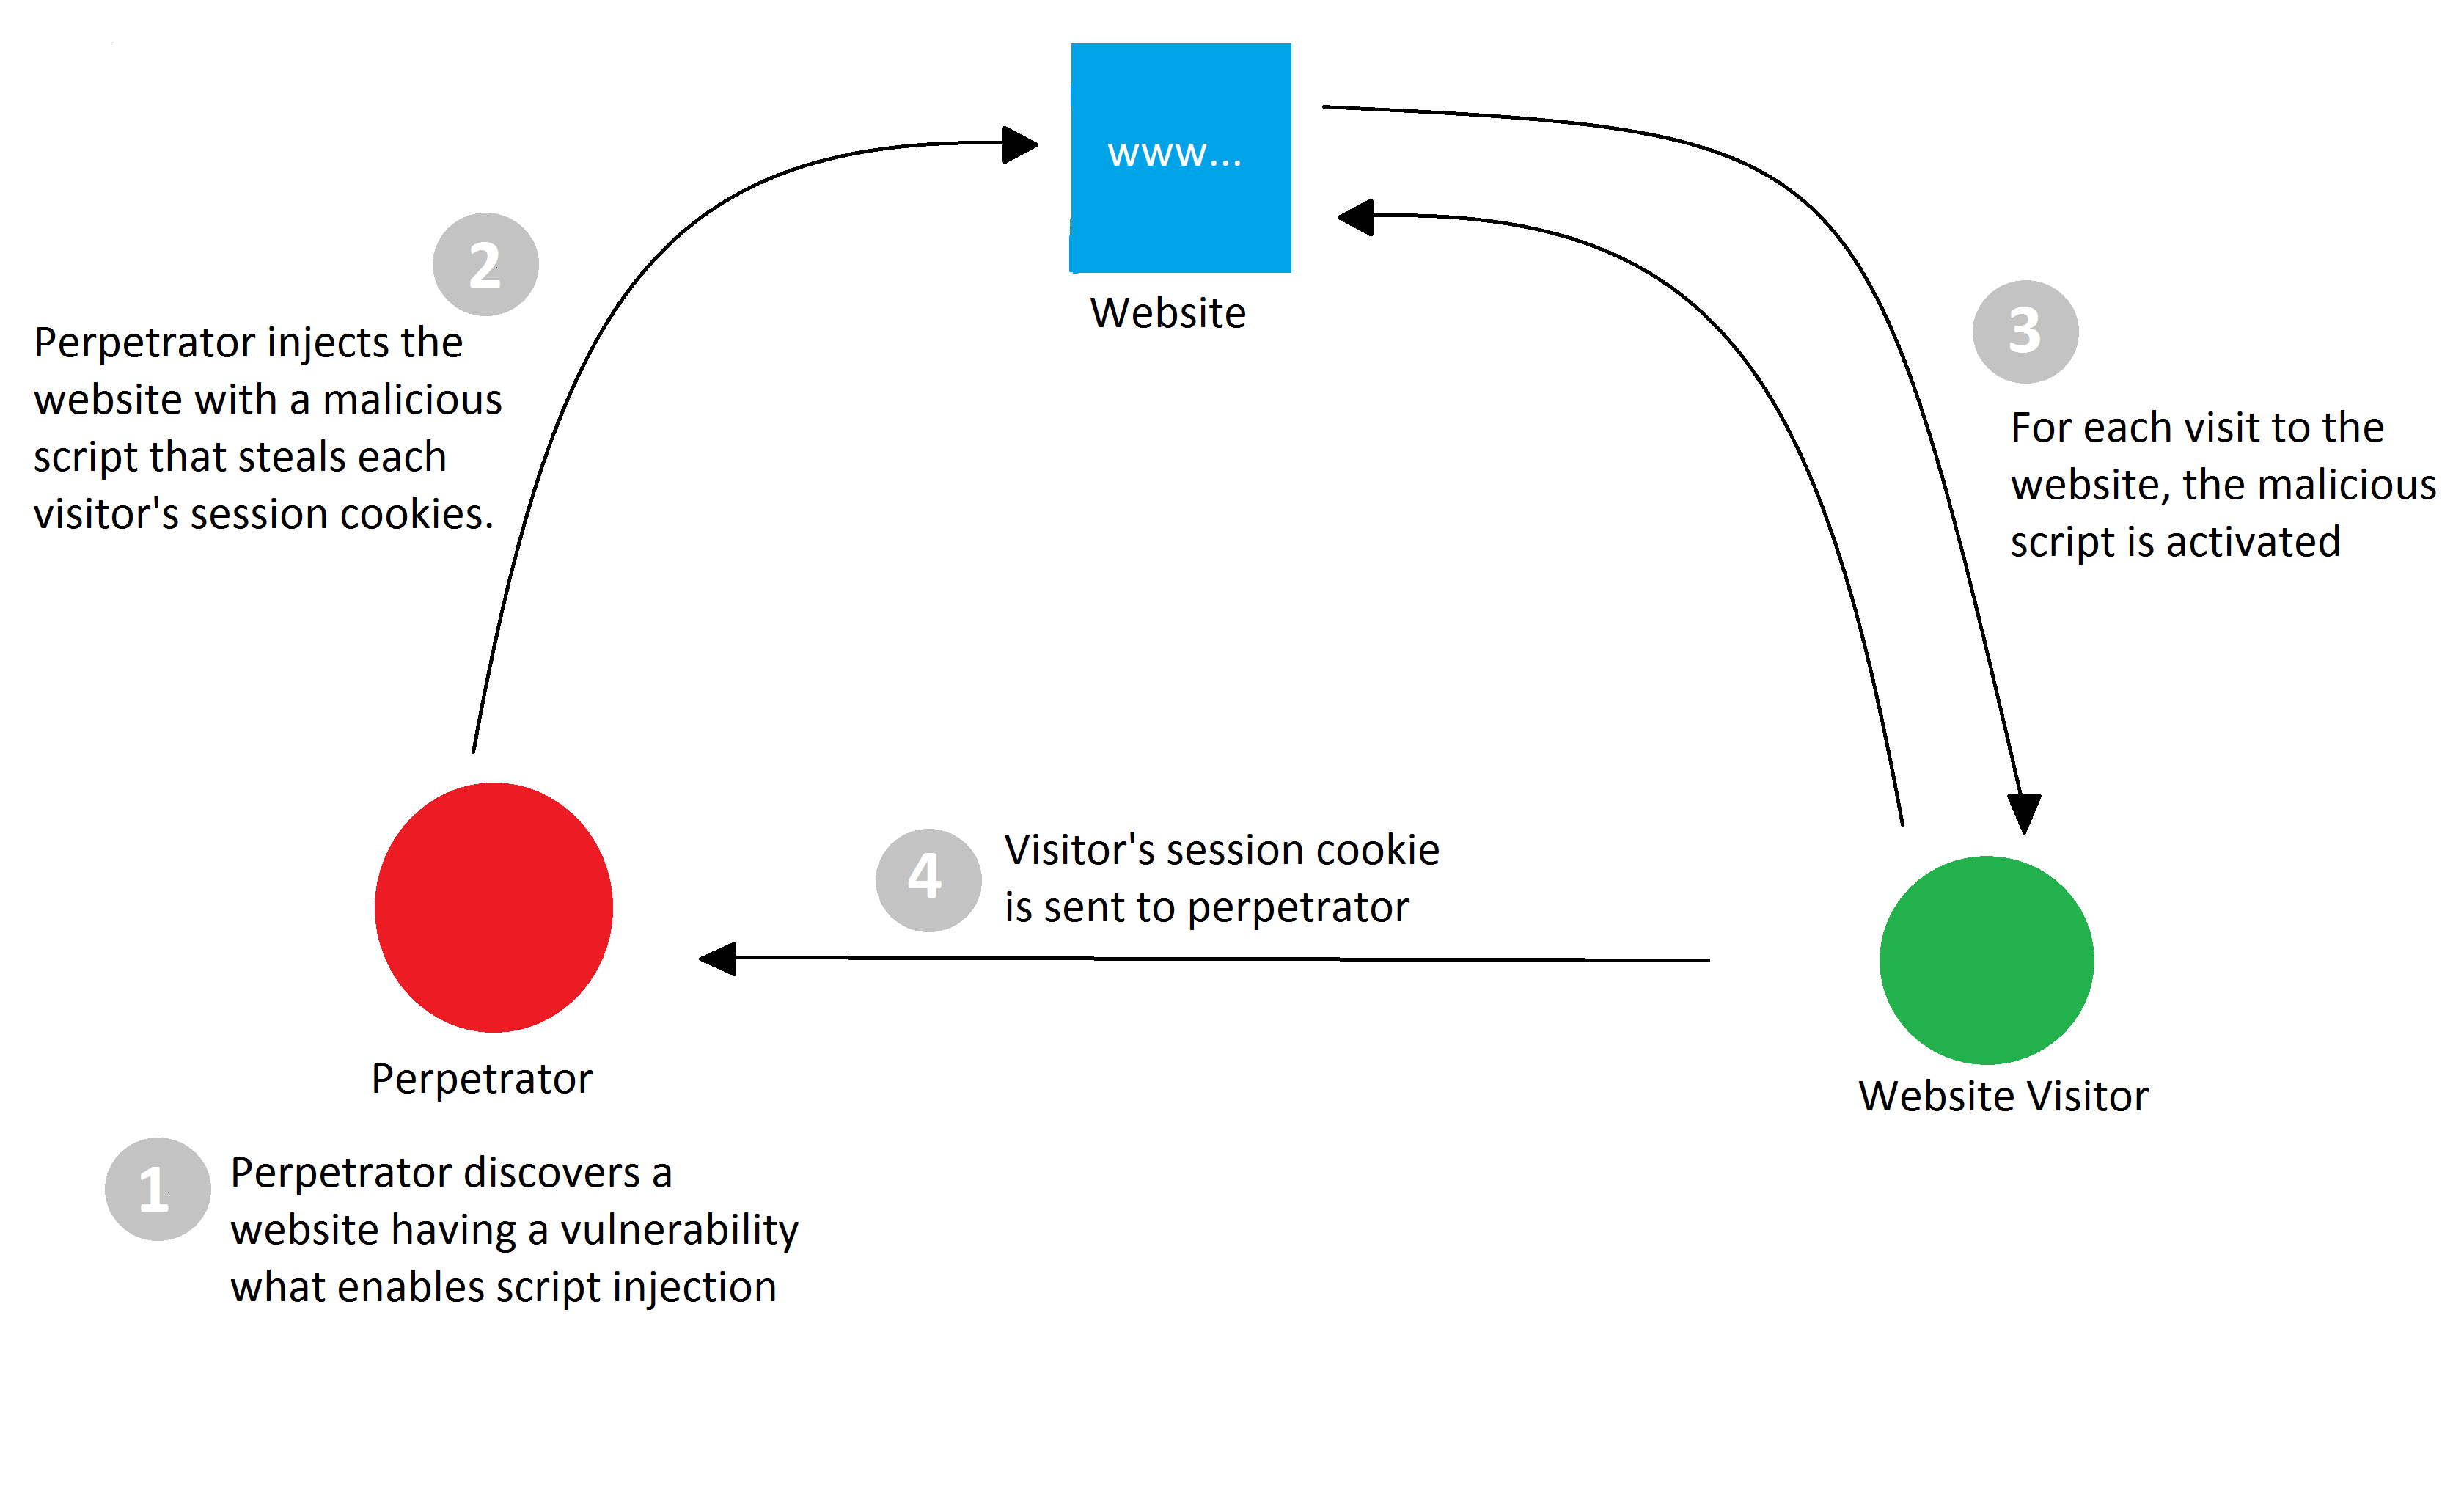 www...
Website
2
Perpetrator injects the
website with a malicious
script that steals each
visitor's session cookies.
3
For each visit to the
website, the malicious
script is activated
4
Visitor's session cookie
is sent to perpetrator
Perpetrator
Website Visitor
1
Perpetrator discovers a
website having a vulnerability
what enables script injection